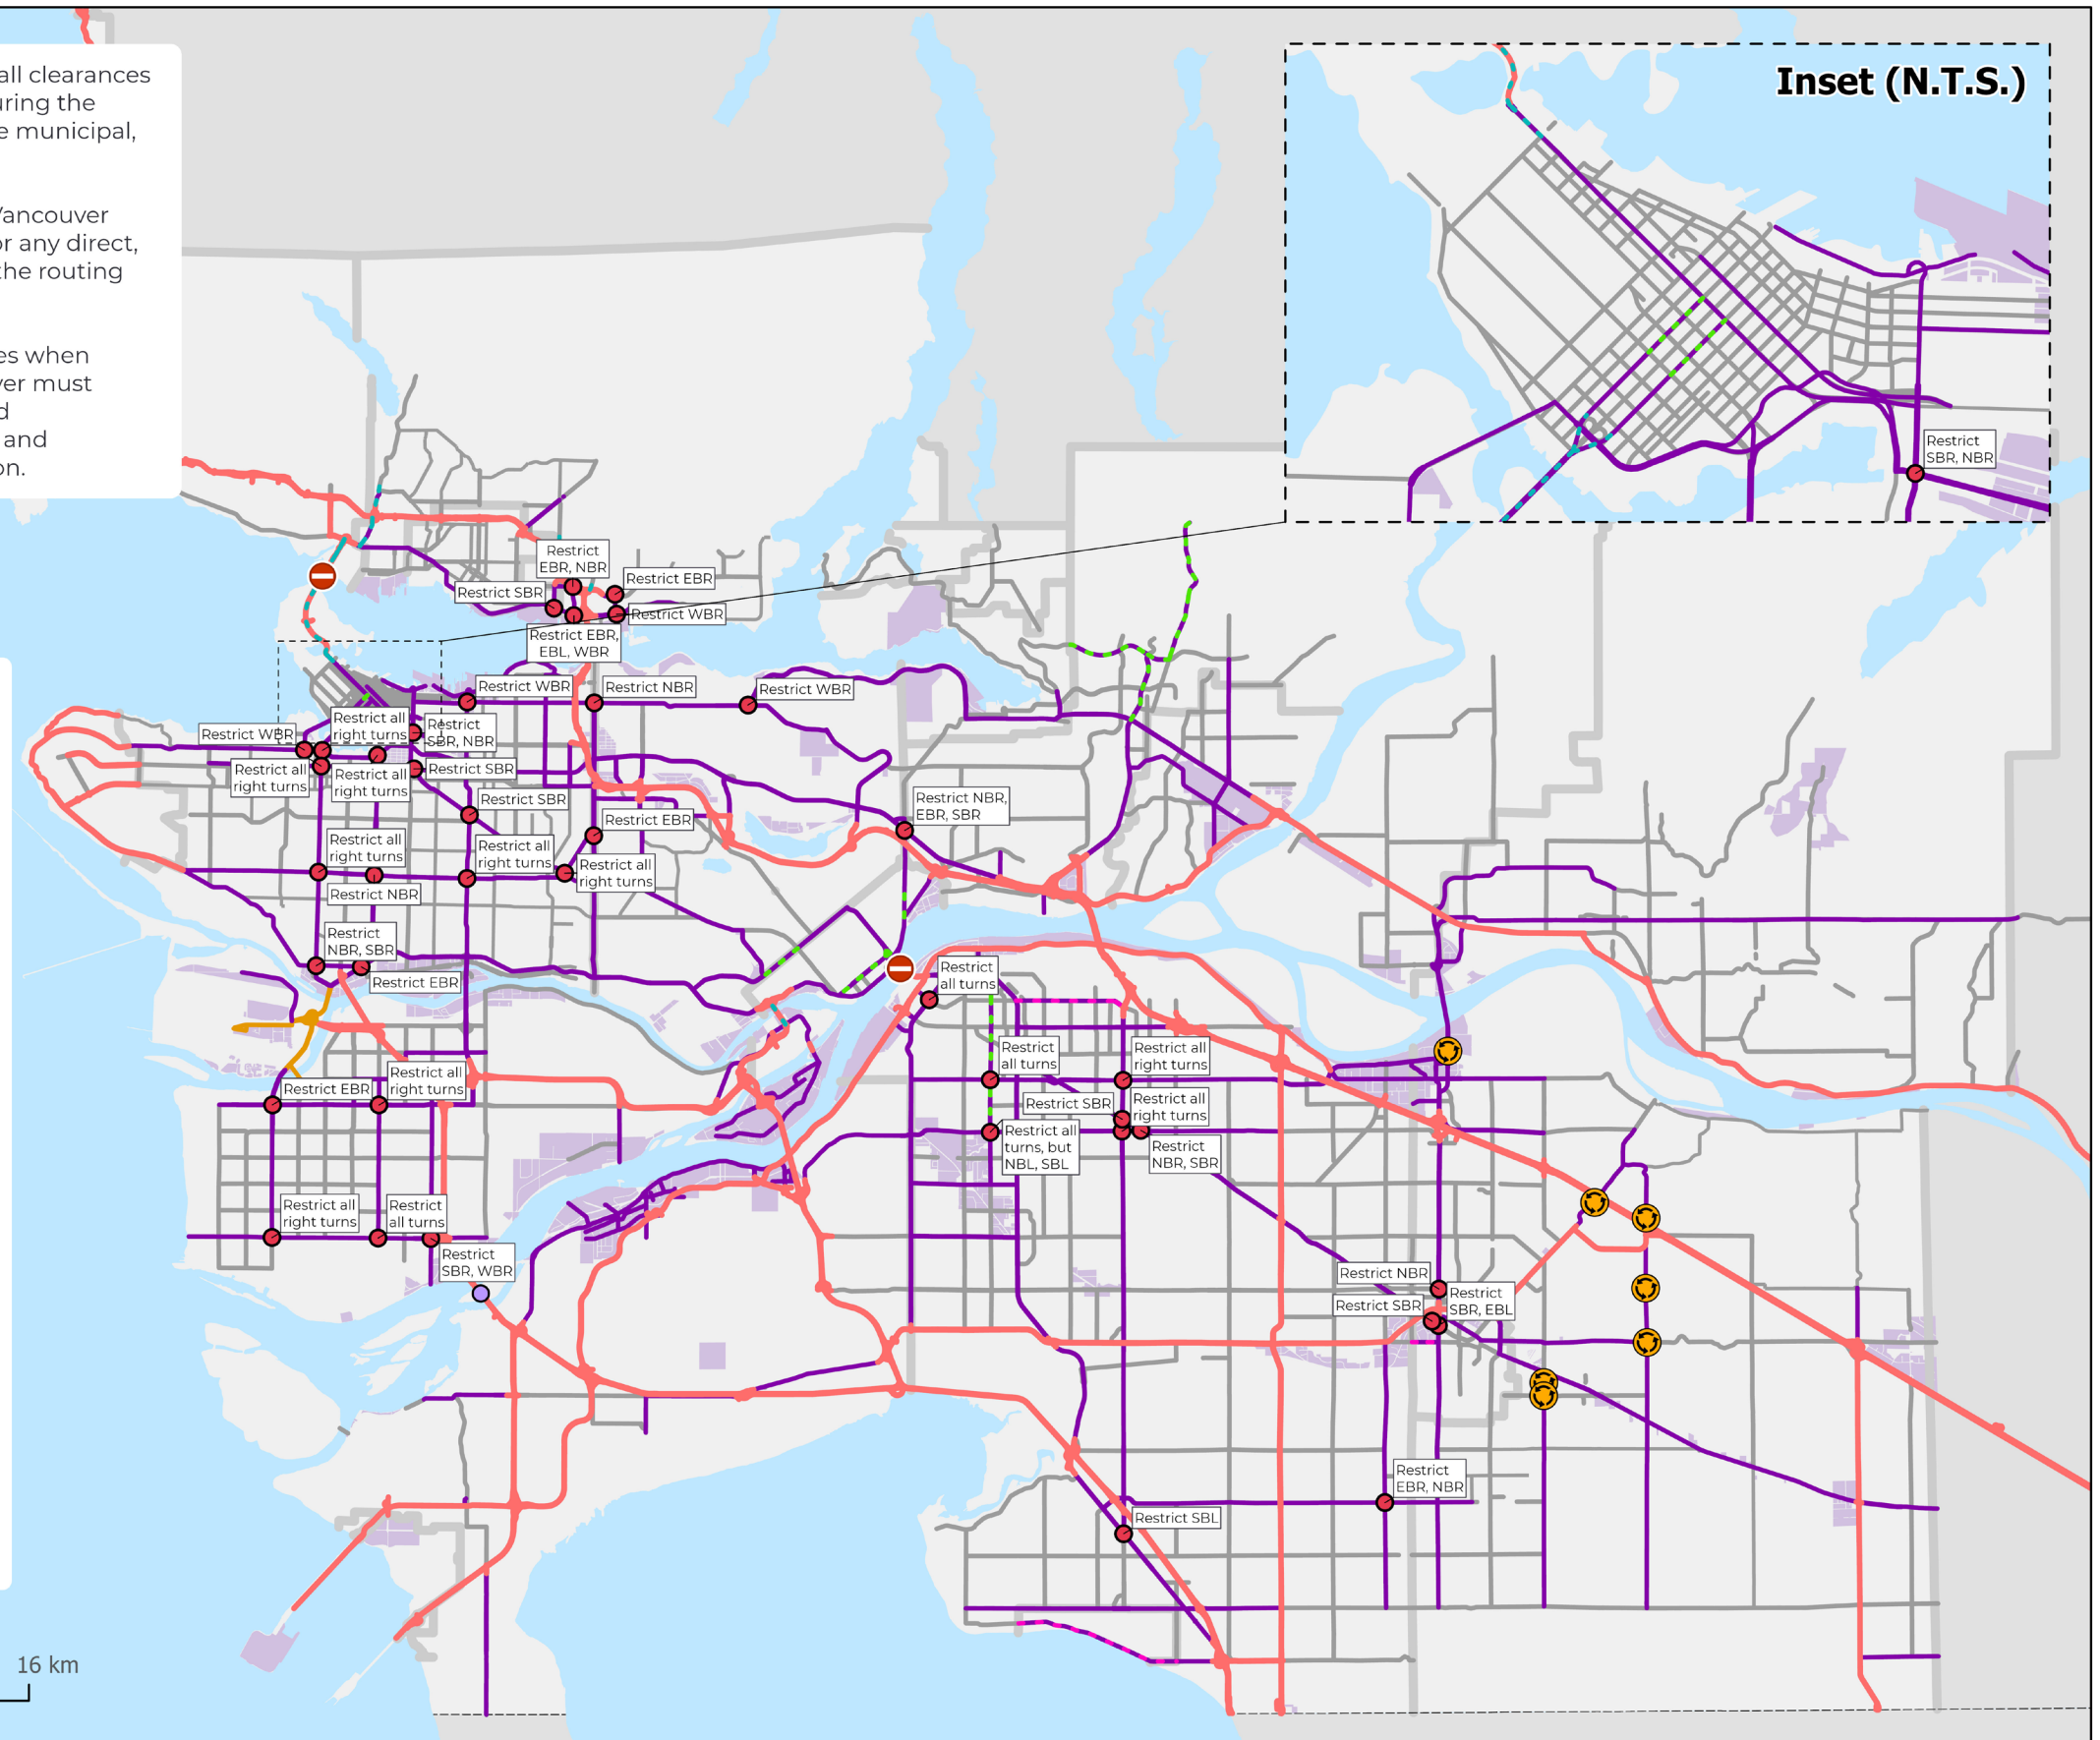 all clearances
uring the
e municipal,
Vancouver
or any direct,
the routing
es when
ver must
d
and
on.
Inset (N.T.S.)
Restrict
SBR, NBR
Restrict
EBR, NBR
Restrict EBR
Restrict SBR
Restrict WBR
Restrict EBR,
EBL, WBR
Restrict WBR
Restrict NBR
Restrict WBR
Restrict all
right turns
Restrict
SBR, NBR
Restrict WBR
Restrict all
right turns
Restrict all
right turns
Restrict SBR
Restrict SBR
Restrict NBR,
EBR, SBR
Restrict EBR
Restrict all
right turns
Restrict all
right turns
Restrict all
right turns
Restrict NBR
Restrict
NBR, SBR
Restrict EBR
Restrict
all turns
Restrict
all turns
Restrict all
right turns
Restrict EBR
Restrict all
right turns
Restrict SBR
Restrict all
right turns
Restrict all
turns, but
NBL, SBL
Restrict
NBR, SBR
Restrict all
right turns
Restrict
all turns
Restrict
SBR, WBR
Restrict NBR
Restrict SBR
Restrict
SBR, EBL
Restrict
EBR, NBR
Restrict SBL
16 km